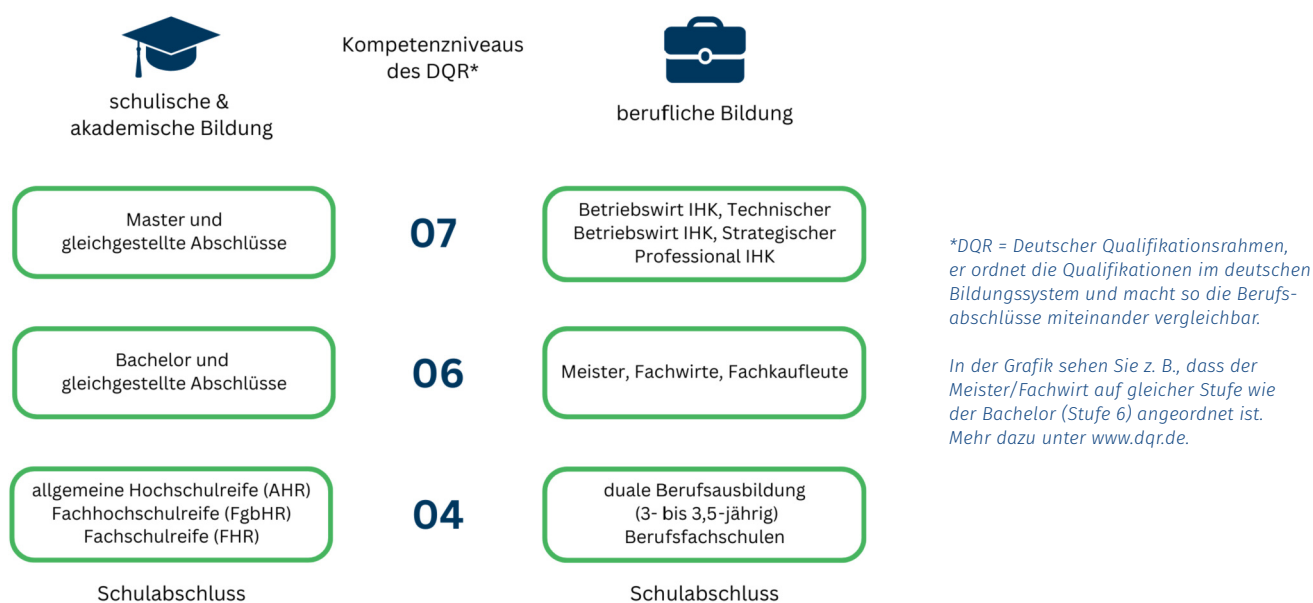 schulische &
akademische Bildung
Kompetenzniveaus
des DQR*
berufliche Bildung
Master und
gleichgestellte Abschlüsse
07
Betriebswirt IHK, Technischer
Betriebswirt IHK, Strategischer
Professional IHK
Bachelor und
gleichgestellte Abschlüsse
06
Meister, Fachwirte, Fachkaufleute
allgemeine Hochschulreife (AHR)
Fachhochschulreife (FgbHR)
Fachschulreife (FHR)
04
duale Berufsausbildung
(3- bis 3,5-jährig)
Berufsfachschulen
Schulabschluss
Schulabschluss
*DQR = Deutscher Qualifikationsrahmen,
er ordnet die Qualifikationen im deutschen
Bildungssystem und macht so die Berufs-
abschlüsse miteinander vergleichbar.
In der Grafik sehen Sie z. B., dass der
Meister/Fachwirt auf gleicher Stufe wie
der Bachelor (Stufe 6) angeordnet ist.
Mehr dazu unter www.dqr.de.